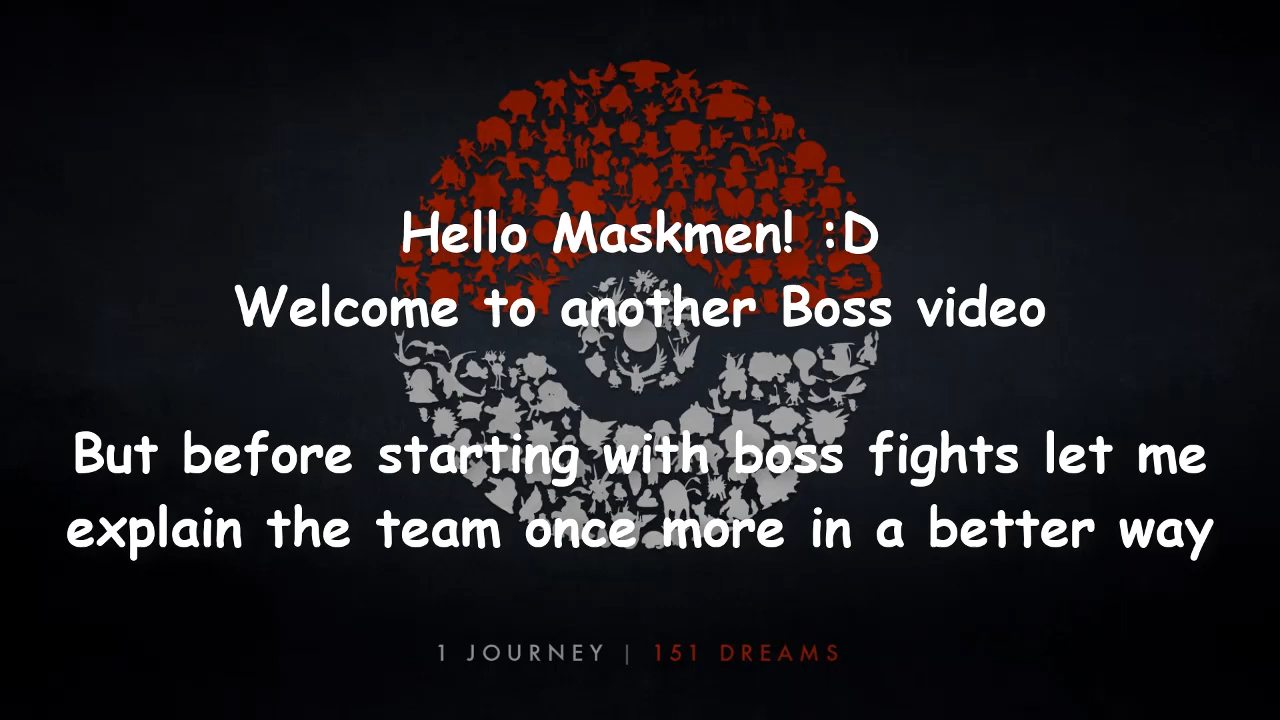 Hello Maskmen! :D
Welcome to another Boss video
But before starting with boss fights let me
explain the team once more in a better way
1 JOURNEY | 151 DREAMS